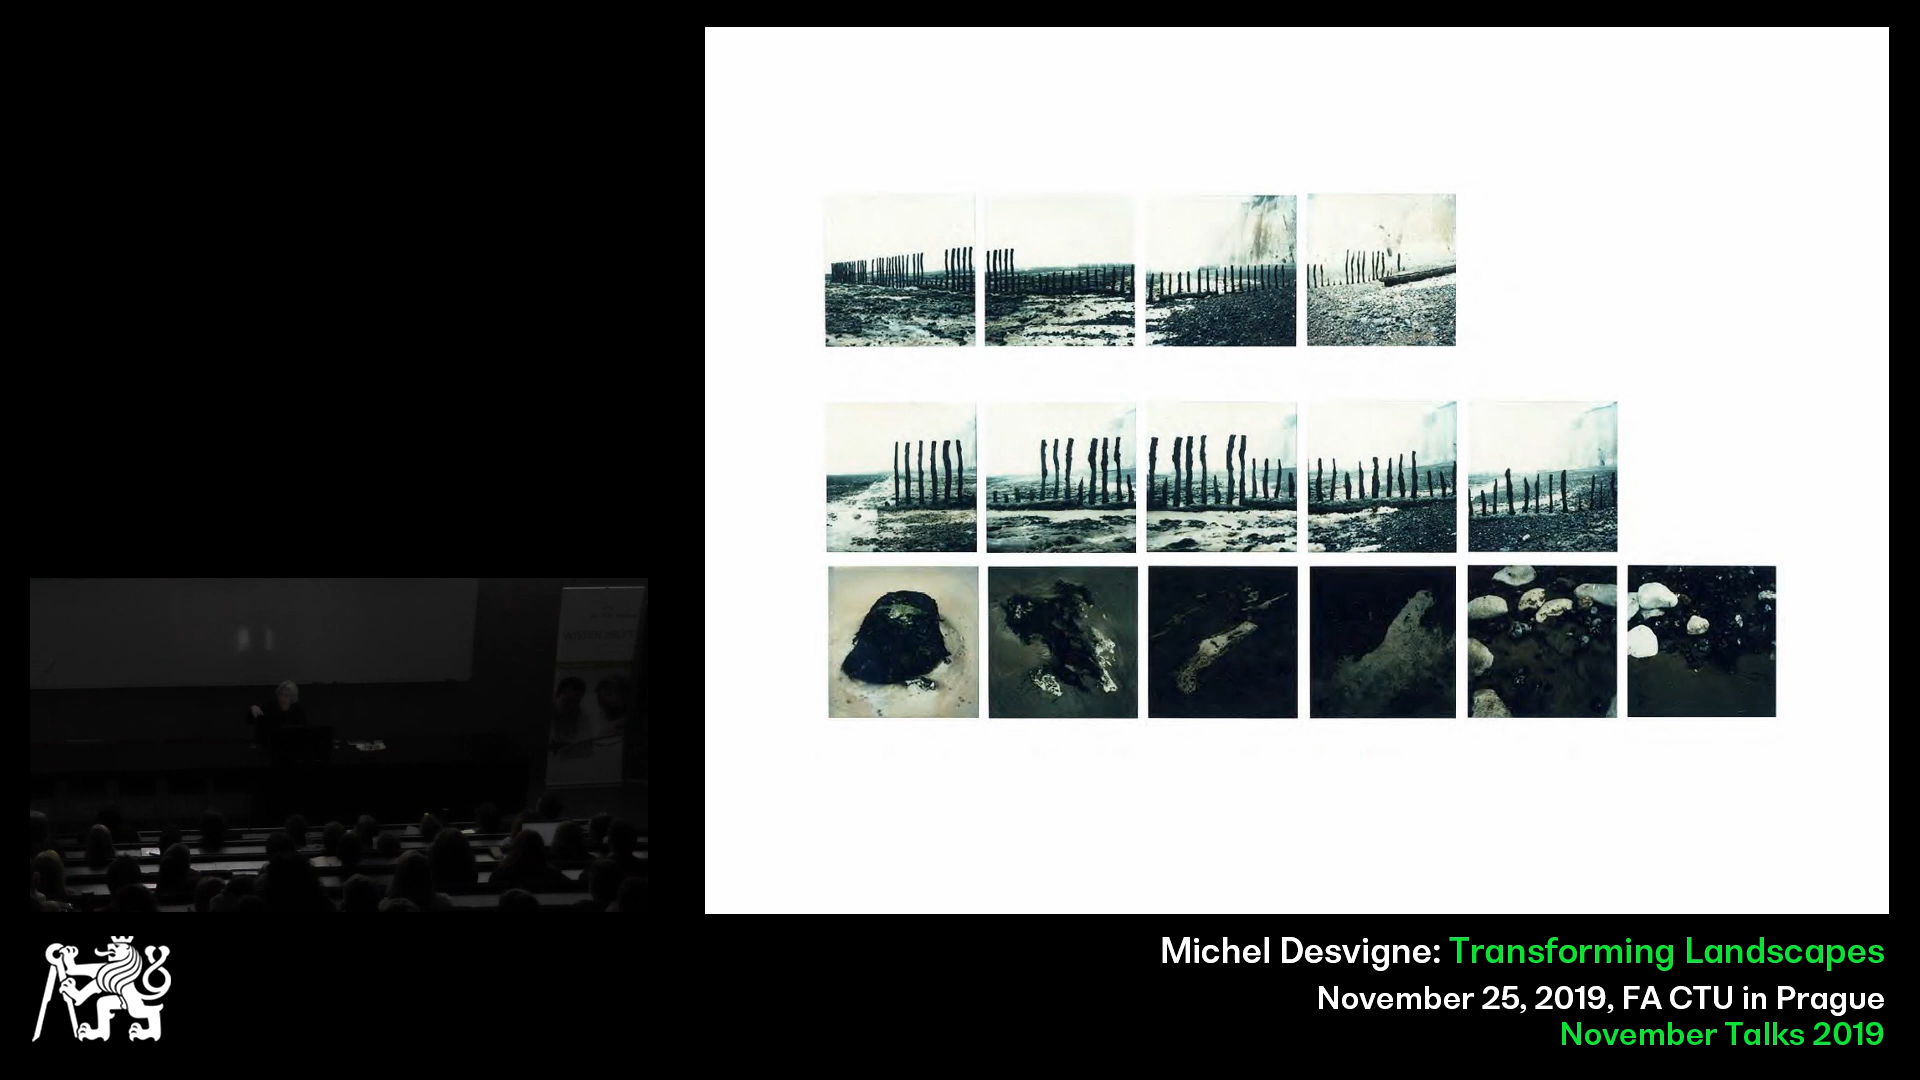 Michel Desvigne: Transforming Landscapes
November 25, 2019, FA CTU in Prague
November Talks 2019